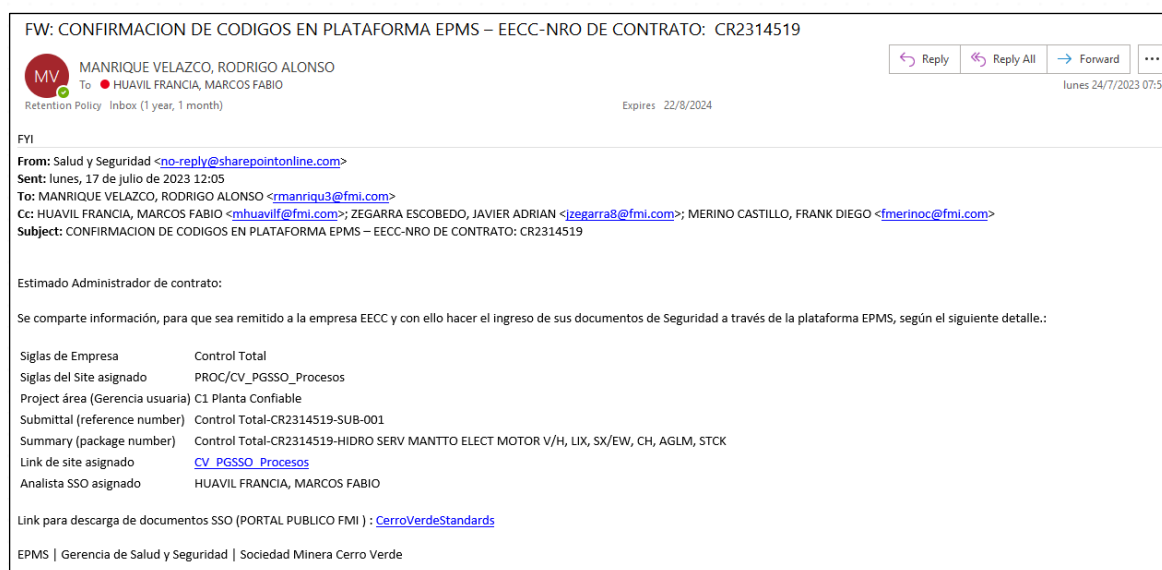 FW: CONFIRMACION DE CODIGOS EN PLATAFORMA EPMS – EECC-NRO DE CONTRATO: CR2314519
MV
MANRIQUE VELAZCO, RODRIGO ALONSO
To HUAVIL FRANCIA, MARCOS FABIO
Reply
Reply All
Forward
...
lunes 24/7/2023 07:5
Retention Policy Inbox (1 year, 1 month)
Expires 22/8/2024
FYI
From: Salud y Seguridad <no-reply@sharepointonline.com>
Sent: lunes, 17 de julio de 2023 12:05
To: MANRIQUE VELAZCO, RODRIGO ALONSO <rmanriqu3@fmi.com>
Cc: HUAVIL FRANCIA, MARCOS FABIO <mhuavilf@fmi.com>; ZEGARRA ESCOBEDO, JAVIER ADRIAN <jzegarra8@fmi.com>; MERINO CASTILLO, FRANK DIEGO <fmerinoc@fmi.com>
Subject: CONFIRMACION DE CODIGOS EN PLATAFORMA EPMS – EECC-NRO DE CONTRATO: CR2314519
Estimado Administrador de contrato:
Se comparte información, para que sea remitido a la empresa EECC y con ello hacer el ingreso de sus documentos de Seguridad a través de la plataforma EPMS, según el siguiente detalle.:
Siglas de Empresa Control Total
Siglas del Site asignado PROC/CV_PGSSO_Procesos
Project área (Gerencia usuaria) C1 Planta Confiable
Submittal (reference number) Control Total-CR2314519-SUB-001
Summary (package number) Control Total-CR2314519-HIDRO SERV MANTTO ELECT MOTOR V/H, LIX, SX/EW, CH, AGLM, STCK
Link de site asignado CV_PGSSO_Procesos
Analista SSO asignado HUAVIL FRANCIA, MARCOS FABIO
Link para descarga de documentos SSO (PORTAL PUBLICO FMI ) : CerroVerdeStandards
EPMS | Gerencia de Salud y Seguridad | Sociedad Minera Cerro Verde